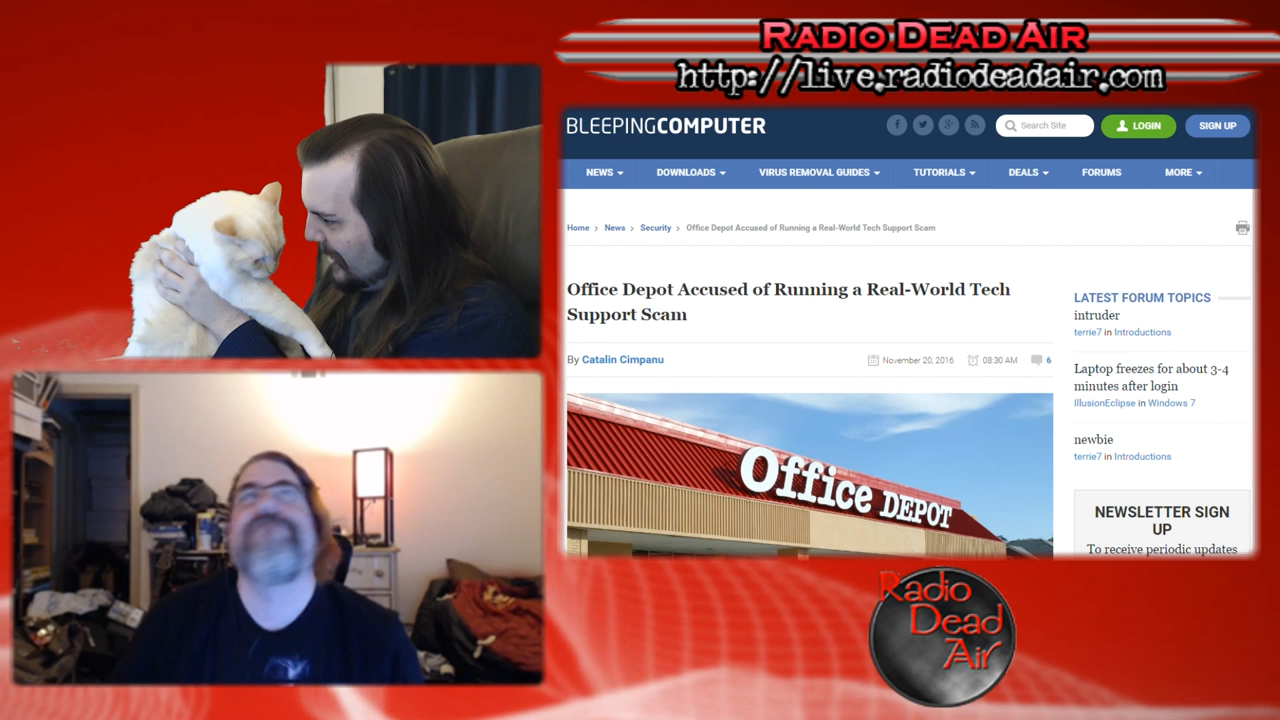 Radio Dead Air
http://live.radiodeadair.com
BLEEPINGCOMPUTER
Search Site
LOGIN
SIGN UP
NEWS
DOWNLOADS
VIRUS REMOVAL GUIDES
TUTORIALS
DEALS
FORUMS
MORE
Home > News > Security > Office Depot Accused of Running a Real-World Tech Support Scam
Office Depot Accused of Running a Real-World Tech
Support Scam
By Catalin Cimpanu
November 20, 2016
08:30 AM
6
Office DEPOT
LATEST FORUM TOPICS
intruder
terrie7 in Introductions
Laptop freezes for about 3-4
minutes after login
IllusionEclipse in Windows 7
newbie
terrie7 in Introductions
NEWSLETTER SIGN
UP
To receive periodic updates
Radio
Dead
Air